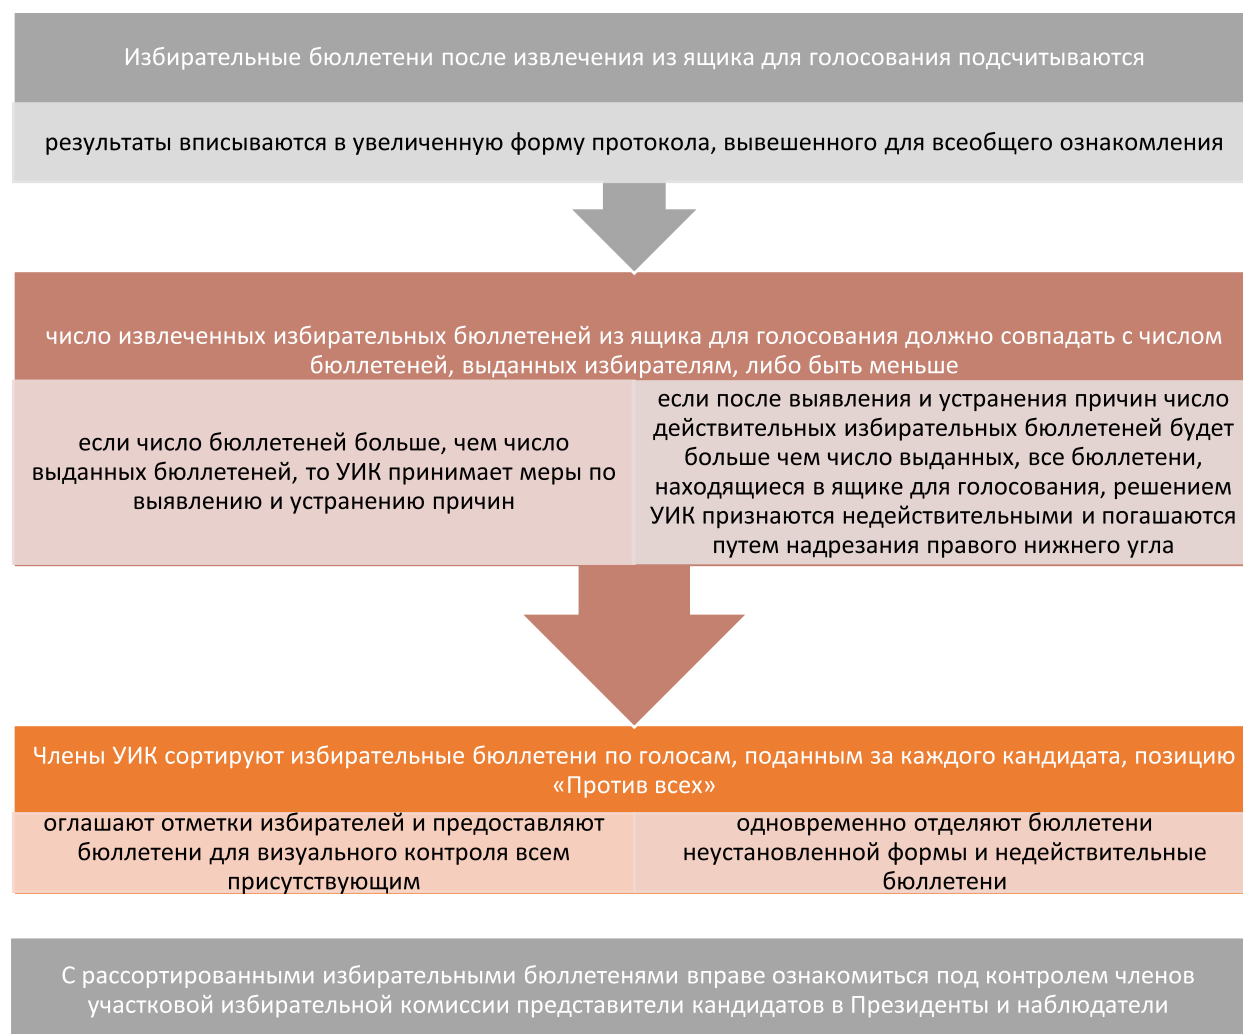 Избирательные бюллетени после извлечения из ящика для голосования подсчитываются
результаты вписываются в увеличенную форму протокола, вывешенного для всеобщего ознакомления
число извлеченных избирательных бюллетеней из ящика для голосования должно совпадать с числом
бюллетеней, выданных избирателям, либо быть меньше
если число бюллетеней больше, чем число
выданных бюллетеней, то УИК принимает меры по
выявлению и устранению причин
если после выявления и устранения причин число
действительных избирательных бюллетеней будет
больше чем число выданных, все бюллетени,
находящиеся в ящике для голосования, решением
УИК признаются недействительными и погашаются
путем надрезания правого нижнего угла
Члены УИК сортируют избирательные бюллетени по голосам, поданным за каждого кандидата, позицию
«Против всех»
оглашают отметки избирателей и предоставляют
бюллетени для визуального контроля всем
присутствующим
одновременно отделяют бюллетени
неустановленной формы и недействительные
бюллетени
С рассортированными избирательными бюллетенями вправе ознакомиться под контролем членов
участковой избирательной комиссии представители кандидатов в Президенты и наблюдатели